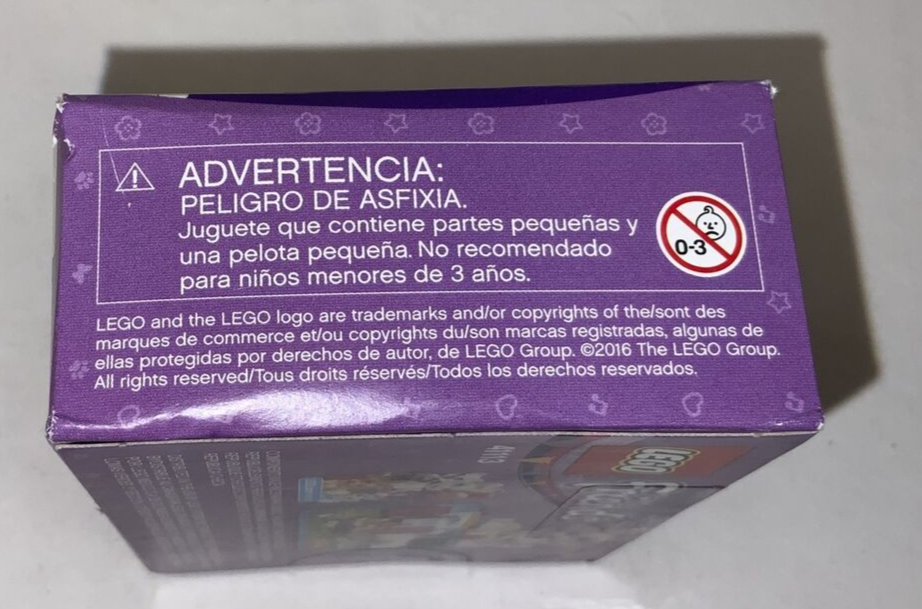 ADVERTENCIA:
PELIGRO DE ASFIXIA.
Juguete que contiene partes pequeñas y
una pelota pequeña. No recomendado
para niños menores de 3 años.
0-3
LEGO and the LEGO logo are trademarks and/or copyrights of the/sont des
marques de commerce et/ou copyrights du/son marcas registradas, algunas de
ellas protegidas por derechos de autor, de LEGO Group. ©2016 The LEGO Group.
All rights reserved/Tous droits réservés/Todos los derechos reservados.
41113
LEGO